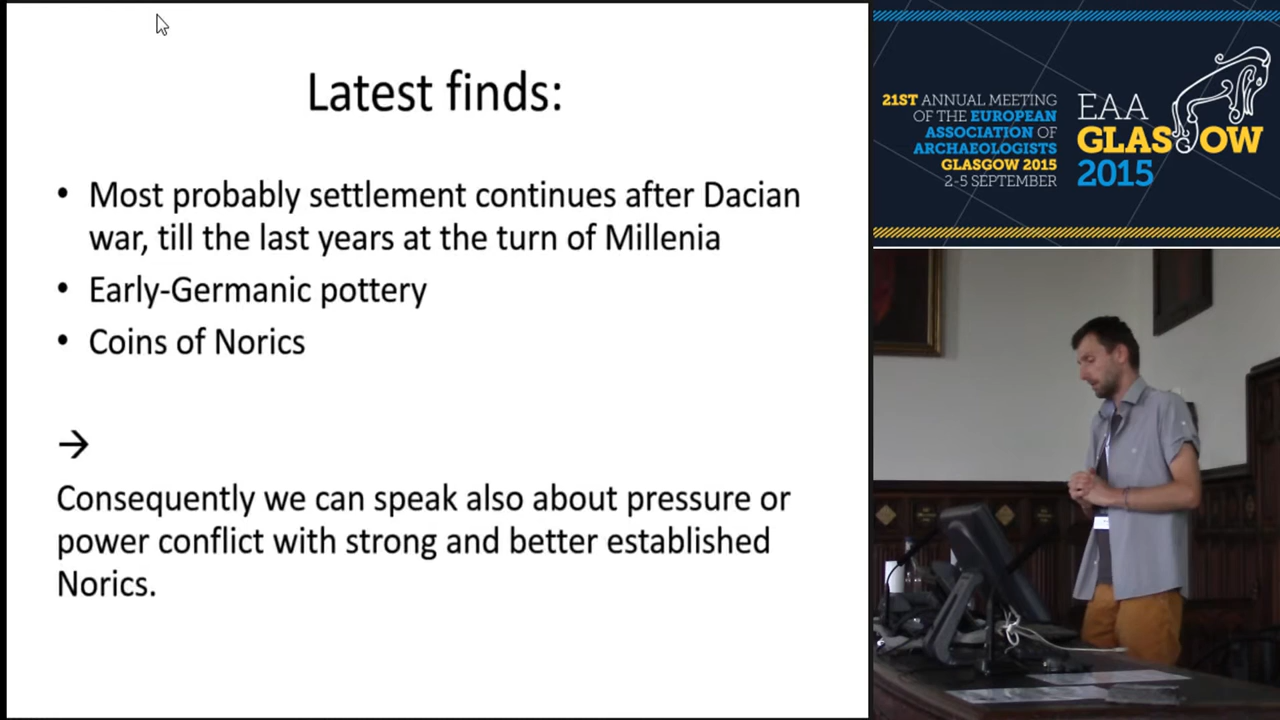 Latest finds:
• Most probably settlement continues after Dacian
war, till the last years at the turn of Millenia
• Early-Germanic pottery
• Coins of Norics
→
Consequently we can speak also about pressure or
power conflict with strong and better established
Norics.
21ST ANNUAL MEETING
OF THE EUROPEAN
ASSOCIATION OF
ARCHAEOLOGISTS
GLASGOW 2015
2-5 SEPTEMBER
EAA
GLASGOW
2015